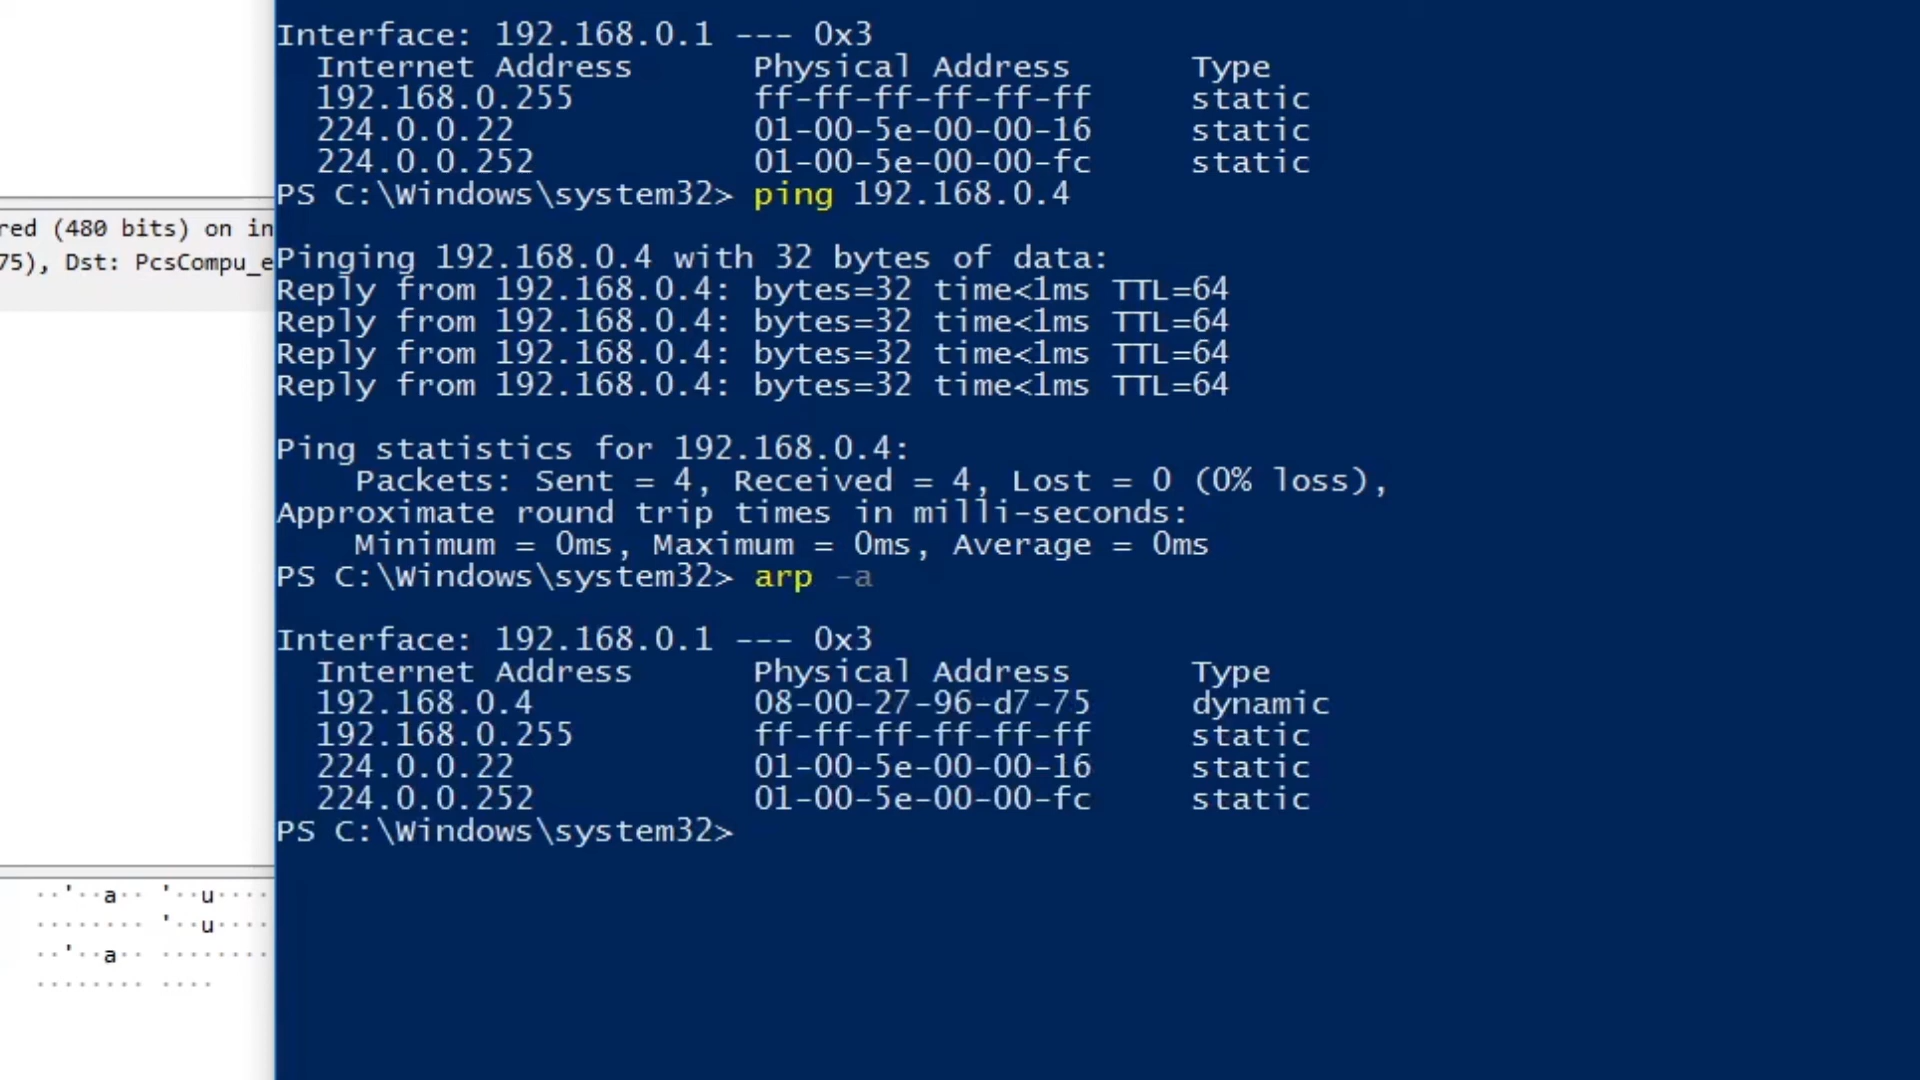 Interface: 192.168.0.1 --- 0x3
Internet Address Physical Address Type
192.168.0.255 ff-ff-ff-ff-ff-ff static
224.0.0.22 01-00-5e-00-00-16 static
224.0.0.252 01-00-5e-00-00-fc static
PS C:\Windows\system32> ping 192.168.0.4
Pinging 192.168.0.4 with 32 bytes of data:
Reply from 192.168.0.4: bytes=32 time<1ms TTL=64
Reply from 192.168.0.4: bytes=32 time<1ms TTL=64
Reply from 192.168.0.4: bytes=32 time<1ms TTL=64
Reply from 192.168.0.4: bytes=32 time<1ms TTL=64
Ping statistics for 192.168.0.4:
Packets: Sent = 4, Received = 4, Lost = 0 (0% loss),
Approximate round trip times in milli-seconds:
Minimum = 0ms, Maximum = 0ms, Average = 0ms
PS C:\Windows\system32> arp -a
Interface: 192.168.0.1 --- 0x3
Internet Address Physical Address Type
192.168.0.4 08-00-27-96-d7-75 dynamic
192.168.0.255 ff-ff-ff-ff-ff-ff static
224.0.0.22 01-00-5e-00-00-16 static
224.0.0.252 01-00-5e-00-00-fc static
PS C:\Windows\system32>
red (480 bits) on in
75), Dst: PcsCompu_e
··'··a·· '··u····
········ '··u····
··'··a·· ········
········ ····